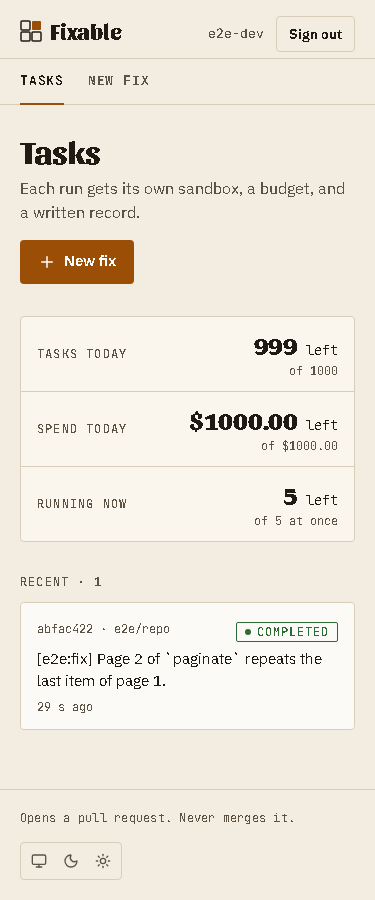 Fixable
e2e-dev
Sign out
TASKS
NEW FIX
Tasks
Each run gets its own sandbox, a budget, and
a written record.
New fix
TASKS TODAY
999 left
of 1000
SPEND TODAY
$1000.00 left
of $1000.00
RUNNING NOW
5 left
of 5 at once
RECENT · 1
abfac422 · e2e/repo
COMPLETED
[e2e:fix] Page 2 of `paginate` repeats the
last item of page 1.
29 s ago
Opens a pull request. Never merges it.